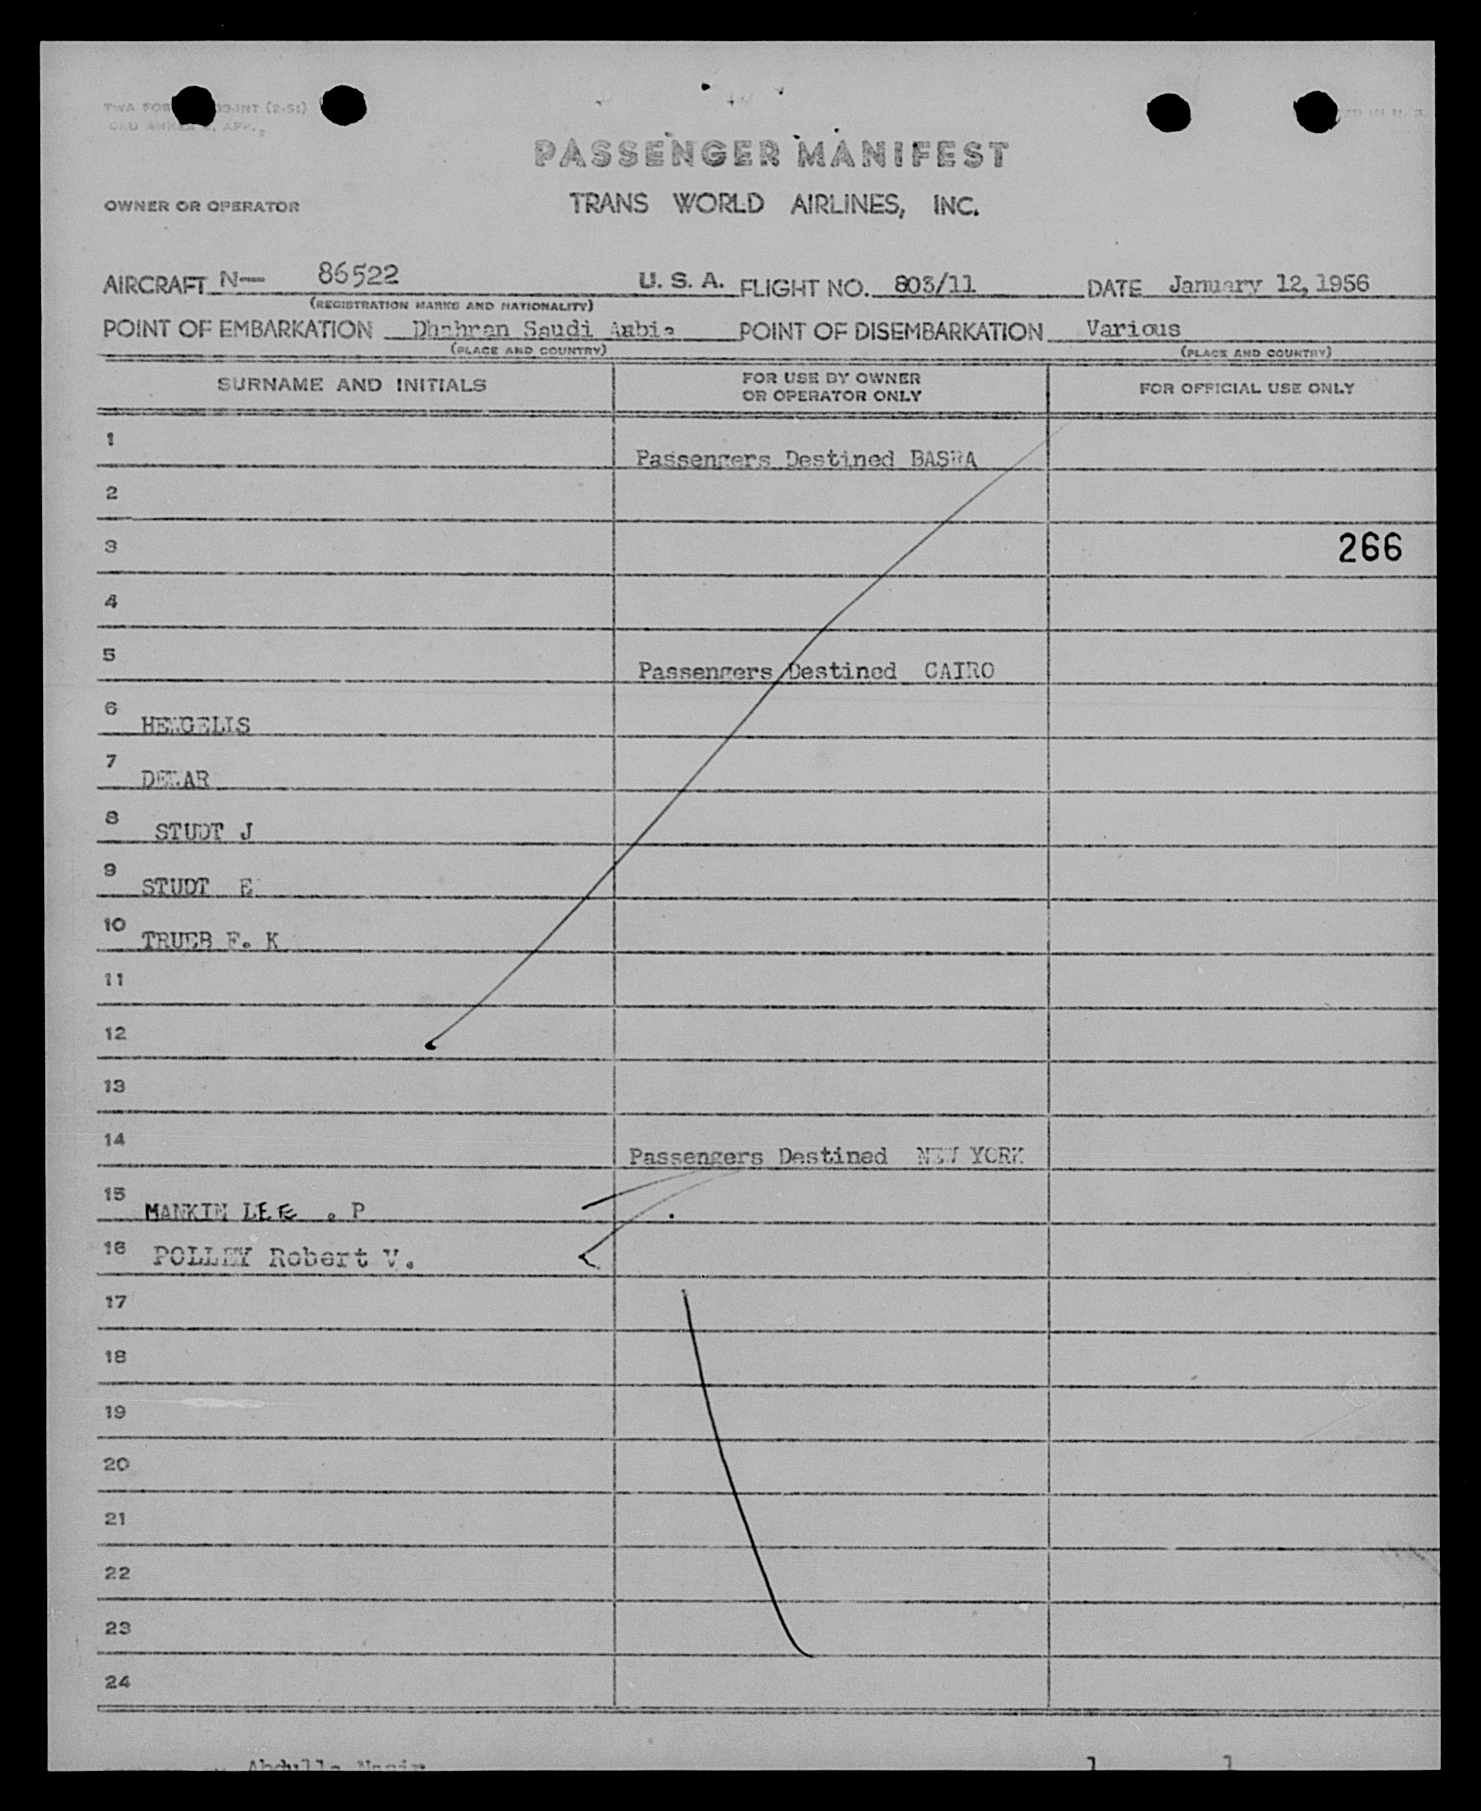 PASSENGER MANIFEST
OWNER OR OPERATOR TRANS WORLD AIRLINES, INC.
AIRCRAFT N— 86522 U. S. A. FLIGHT NO. 803/11 DATE January 12, 1956
(REGISTRATION MARKS AND NATIONALITY)
POINT OF EMBARKATION Dhahran Saudi Arabia POINT OF DISEMBARKATION Various
(PLACE AND COUNTRY) (PLACE AND COUNTRY)
SURNAME AND INITIALS FOR USE BY OWNER OR OPERATOR ONLY FOR OFFICIAL USE ONLY
1 Passengers Destined BASRA
2
3 266
4
5 Passengers Destined CAIRO
6 HENGELIS
7
8 STUDT J
9 STUDT E
10 TRUEB F. K
11
12
13
14 Passengers Destined NEW YORK
15 MANKIN LEE . P
16 POLLEY Robert V.
17
18
19
20
21
22
23
24